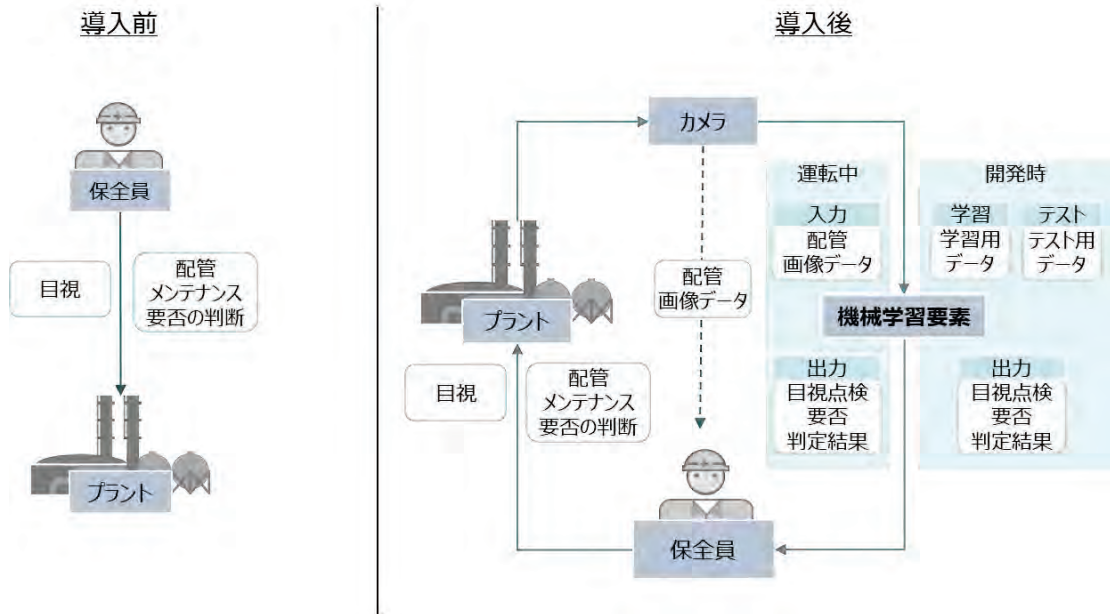 導入前
保全員
目視
配管
メンテナンス
要否の判断
プラント
導入後
カメラ
プラント
目視
配管
メンテナンス
要否の判断
配管
画像データ
保全員
運転中
入力
配管
画像データ
開発時
学習
学習用
データ
テスト
テスト用
データ
機械学習要素
出力
目視点検
要否
判定結果
出力
目視点検
要否
判定結果